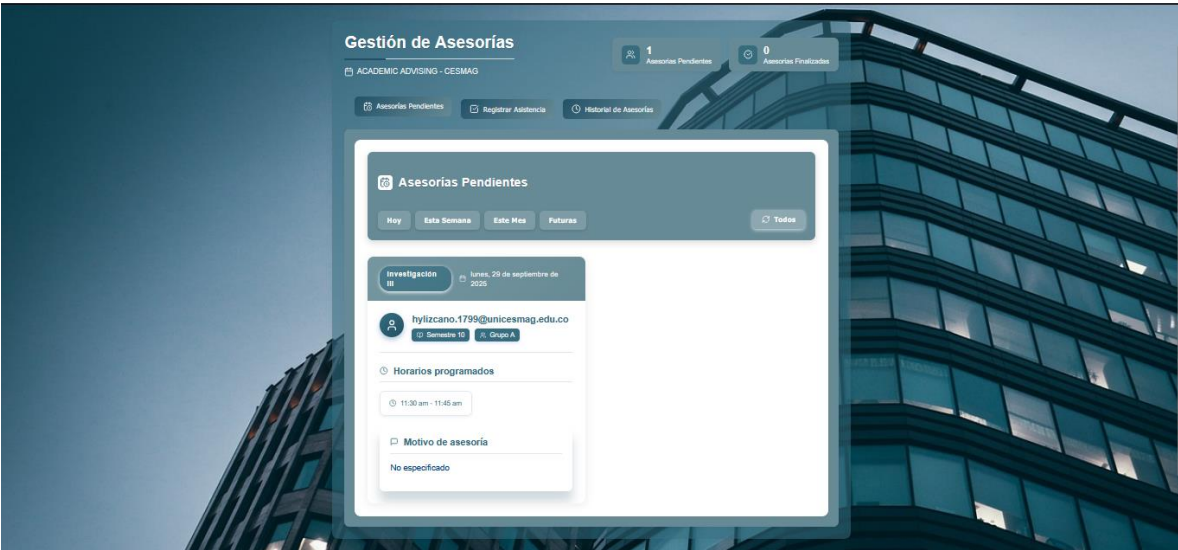 Gestión de Asesorías
ACADEMIC ADVISING - CESMAG
1
Asesorías Pendientes
0
Asesorías Finalizadas
Asesorías Pendientes
Registrar Asistencia
Historial de Asesorías
Asesorías Pendientes
Hoy
Esta Semana
Este Mes
Futuras
Todos
Investigación
III
lunes, 29 de septiembre de
2025
hylizcano.1799@unicesmag.edu.co
Semestre 10
Grupo A
Horarios programados
11:30 am - 11:45 am
Motivo de asesoría
No especificado